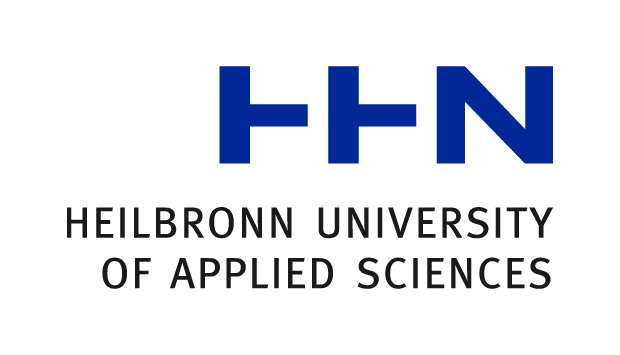 HHN
HEILBRONN UNIVERSITY
OF APPLIED SCIENCES